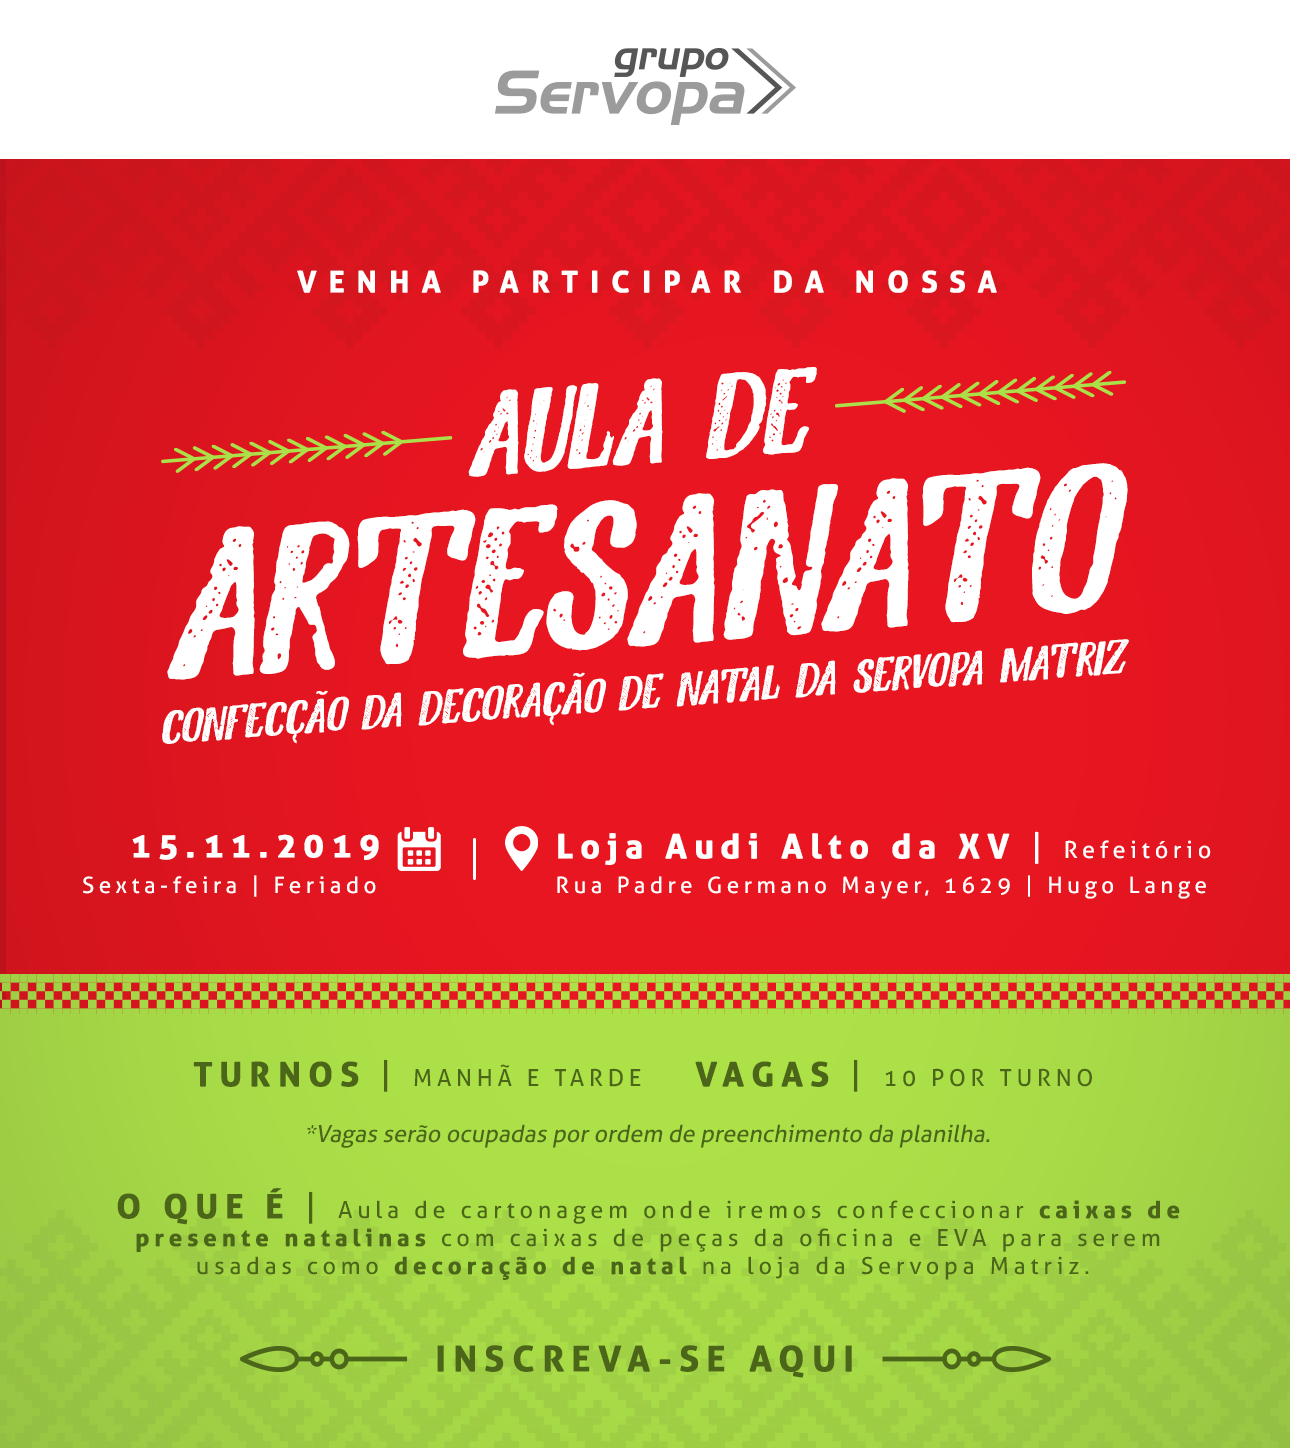 grupo
Servopa
VENHA PARTICIPAR DA NOSSA
AULA DE
ARTESANATO
CONFECÇÃO DA DECORAÇÃO DE NATAL DA SERVOPA MATRIZ
15.11.2019
Sexta-feira | Feriado
Loja Audi Alto da XV | Refeitório
Rua Padre Germano Mayer, 1629 | Hugo Lange
TURNOS | MANHÃ E TARDE VAGAS | 10 POR TURNO
*Vagas serão ocupadas por ordem de preenchimento da planilha.
O QUE É | Aula de cartonagem onde iremos confeccionar caixas de
presente natalinas com caixas de peças da oficina e EVA para serem
usadas como decoração de natal na loja da Servopa Matriz.
INSCREVA-SE AQUI